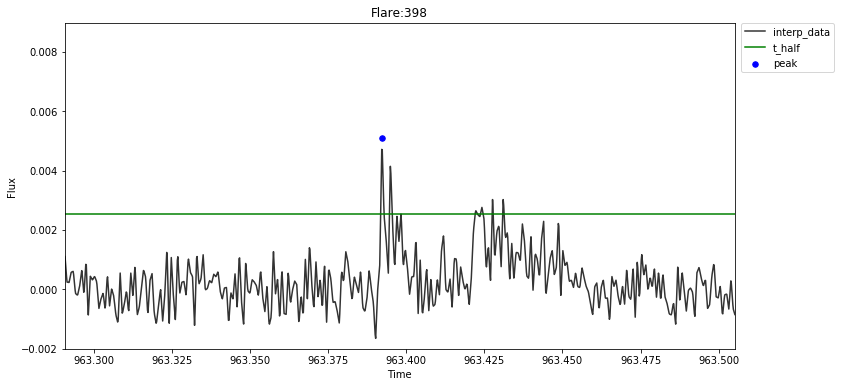 Flare:398
interp_data
t_half
peak
Flux
0.008
0.006
0.004
0.002
0.000
−0.002
963.300
963.325
963.350
963.375
963.400
963.425
963.450
963.475
963.500
Time